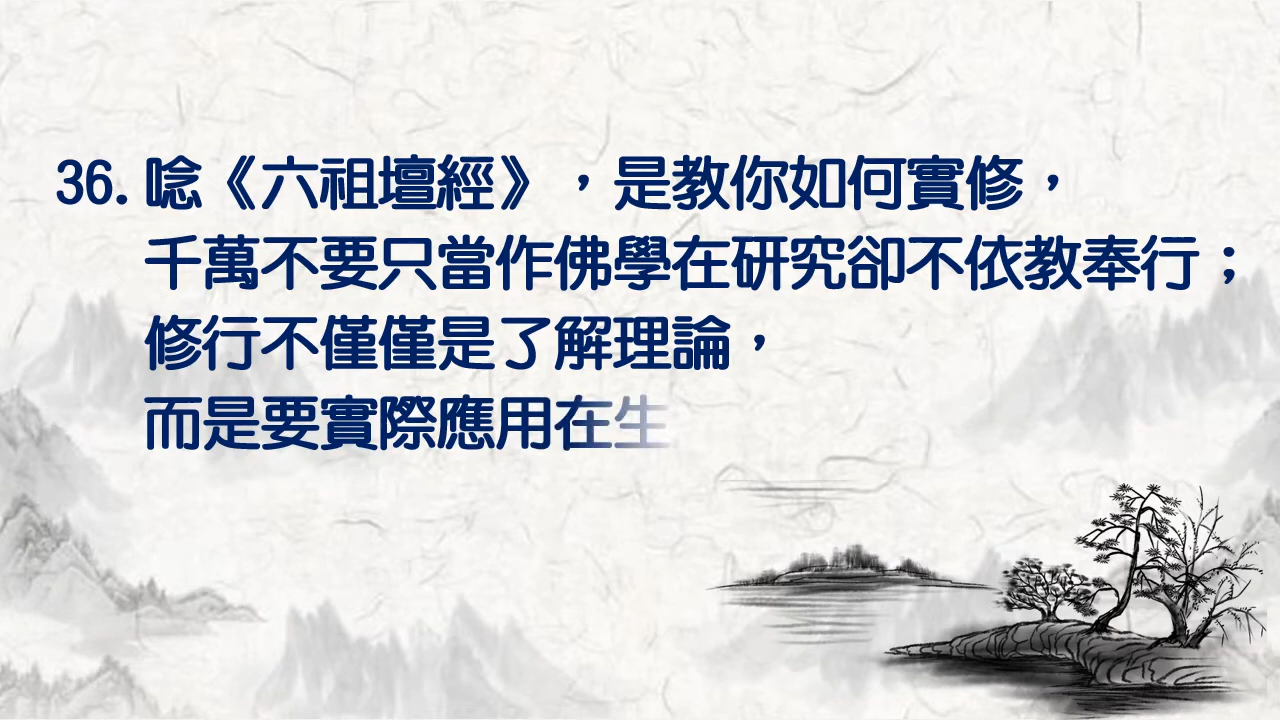 36.唸《六祖壇經》，是教你如何實修，
千萬不要只當作佛學在研究卻不依教奉行；
修行不僅僅是了解理論，
而是要實際應用在生